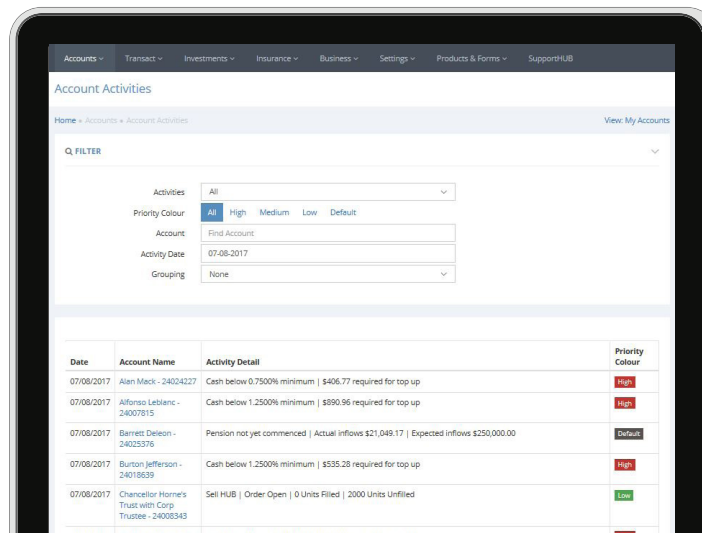 Accounts Transact Investments Insurance Business Settings Products & Forms SupportHUB
Account Activities
Home » Accounts » Account Activities View: My Accounts
FILTER
Activities All
Priority Colour All High Medium Low Default
Account Find Account
Activity Date 07-08-2017
Grouping None
Priority
Date Account Name Activity Detail Colour
07/08/2017 Alan Mack - 24024227 Cash below 0.7500% minimum | $406.77 required for top up High
07/08/2017 Alfonso Leblanc - Cash below 1.2500% minimum | $890.96 required for top up High
24007815
07/08/2017 Barrett Deleon - Pension not yet commenced | Actual inflows $21,049.17 | Expected inflows $250,000.00 Default
24025376
07/08/2017 Burton Jefferson - Cash below 1.2500% minimum | $535.28 required for top up High
24018639
07/08/2017 Chancellor Horne's Sell HUB | Order Open | 0 Units Filled | 2000 Units Unfilled Low
Trust with Corp
Trustee - 24008343